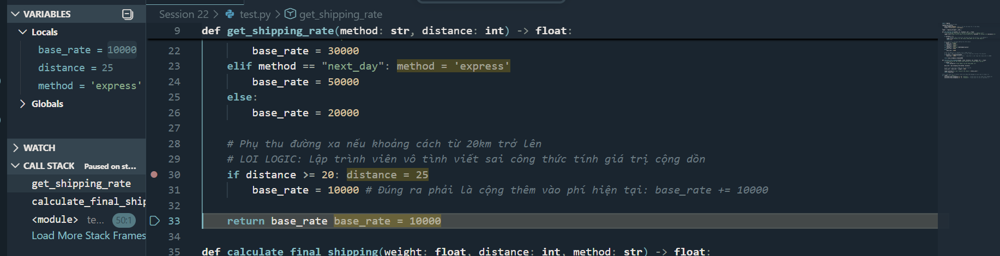 VARIABLES
Locals
base_rate = 10000
distance = 25
method = 'express'
Globals
WATCH
CALL STACK Paused on st...
get_shipping_rate
calculate_final_ship
<module> te... 50:1
Load More Stack Frames
Session 22 > test.py > get_shipping_rate
9 def get_shipping_rate(method: str, distance: int) -> float:
22 base_rate = 30000
23 elif method == "next_day": method = 'express'
24 base_rate = 50000
25 else:
26 base_rate = 20000
27
28 # Phụ thu đường xa nếu khoảng cách từ 20km trở lên
29 # LOI LOGIC: Lập trình viên vô tình viết sai công thức tính giá trị cộng dồn
30 if distance >= 20: distance = 25
31 base_rate = 10000 # Đúng ra phải là cộng thêm vào phí hiện tại: base_rate += 10000
32
33 return base_rate base_rate = 10000
34
35 def calculate_final_shipping(weight: float, distance: int, method: str) -> float: